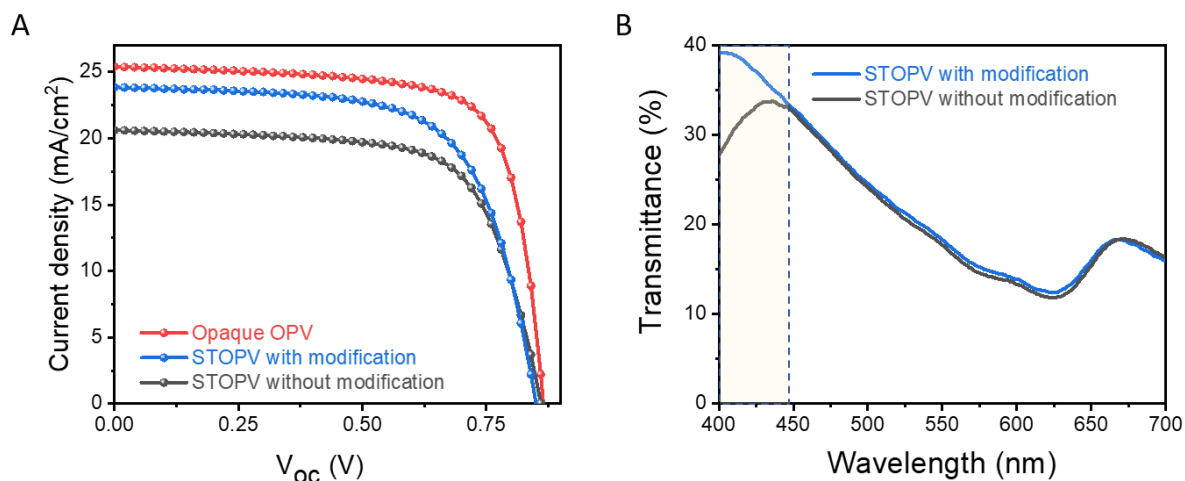 A
Current density (mA/cm²)
25
20
15
10
5
0
Opaque OPV
STOPV with modification
STOPV without modification
0.00
0.25
0.50
0.75
V_OC (V)
B
Transmittance (%)
40
30
20
10
0
STOPV with modification
STOPV without modification
400
450
500
550
600
650
700
Wavelength (nm)